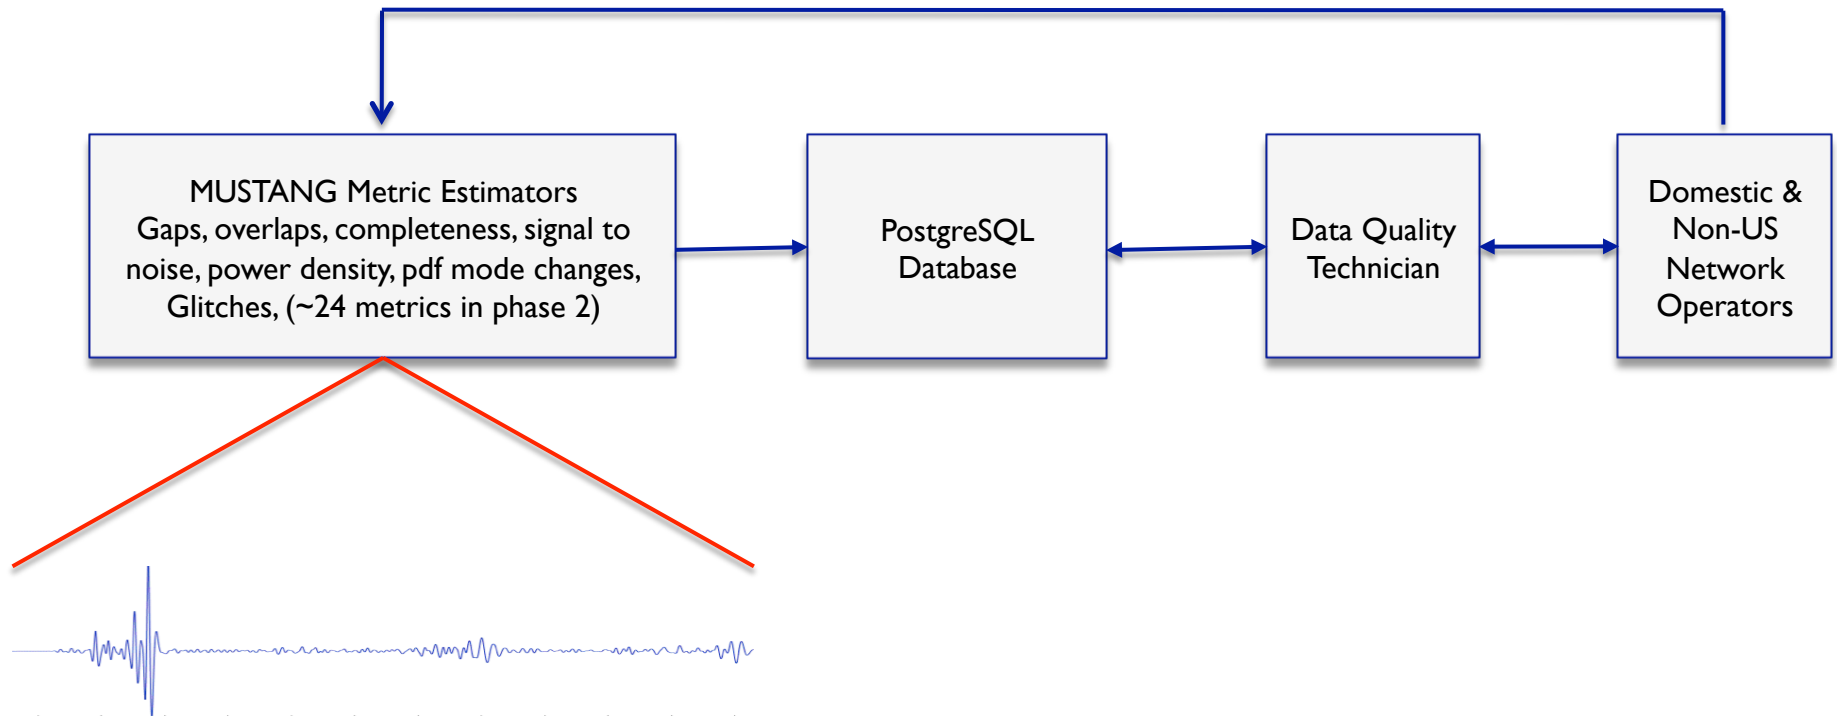 MUSTANG Metric Estimators
Gaps, overlaps, completeness, signal to
noise, power density, pdf mode changes,
Glitches, (~24 metrics in phase 2)
PostgreSQL
Database
Data Quality
Technician
Domestic &
Non-US
Network
Operators